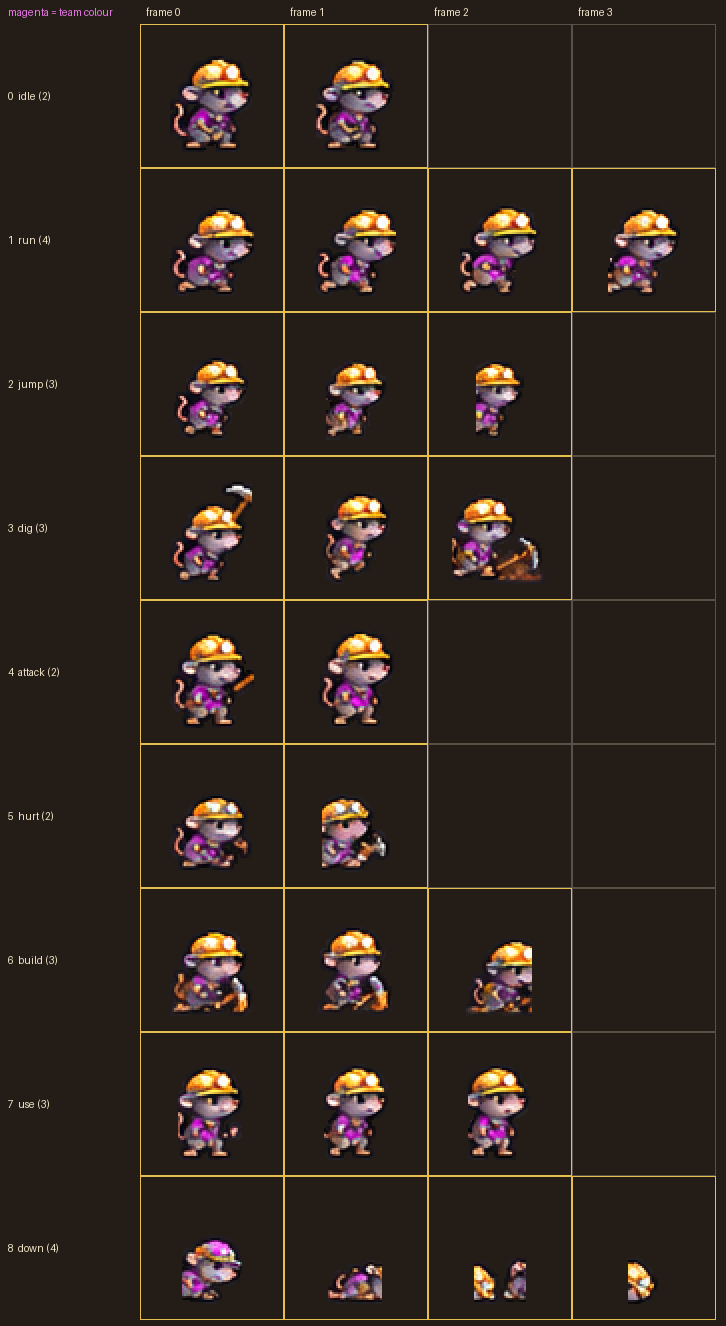 magenta = team colour frame 0 frame 1 frame 2 frame 3
0 idle (2)
1 run (4)
2 jump (3)
3 dig (3)
4 attack (2)
5 hurt (2)
6 build (3)
7 use (3)
8 down (4)